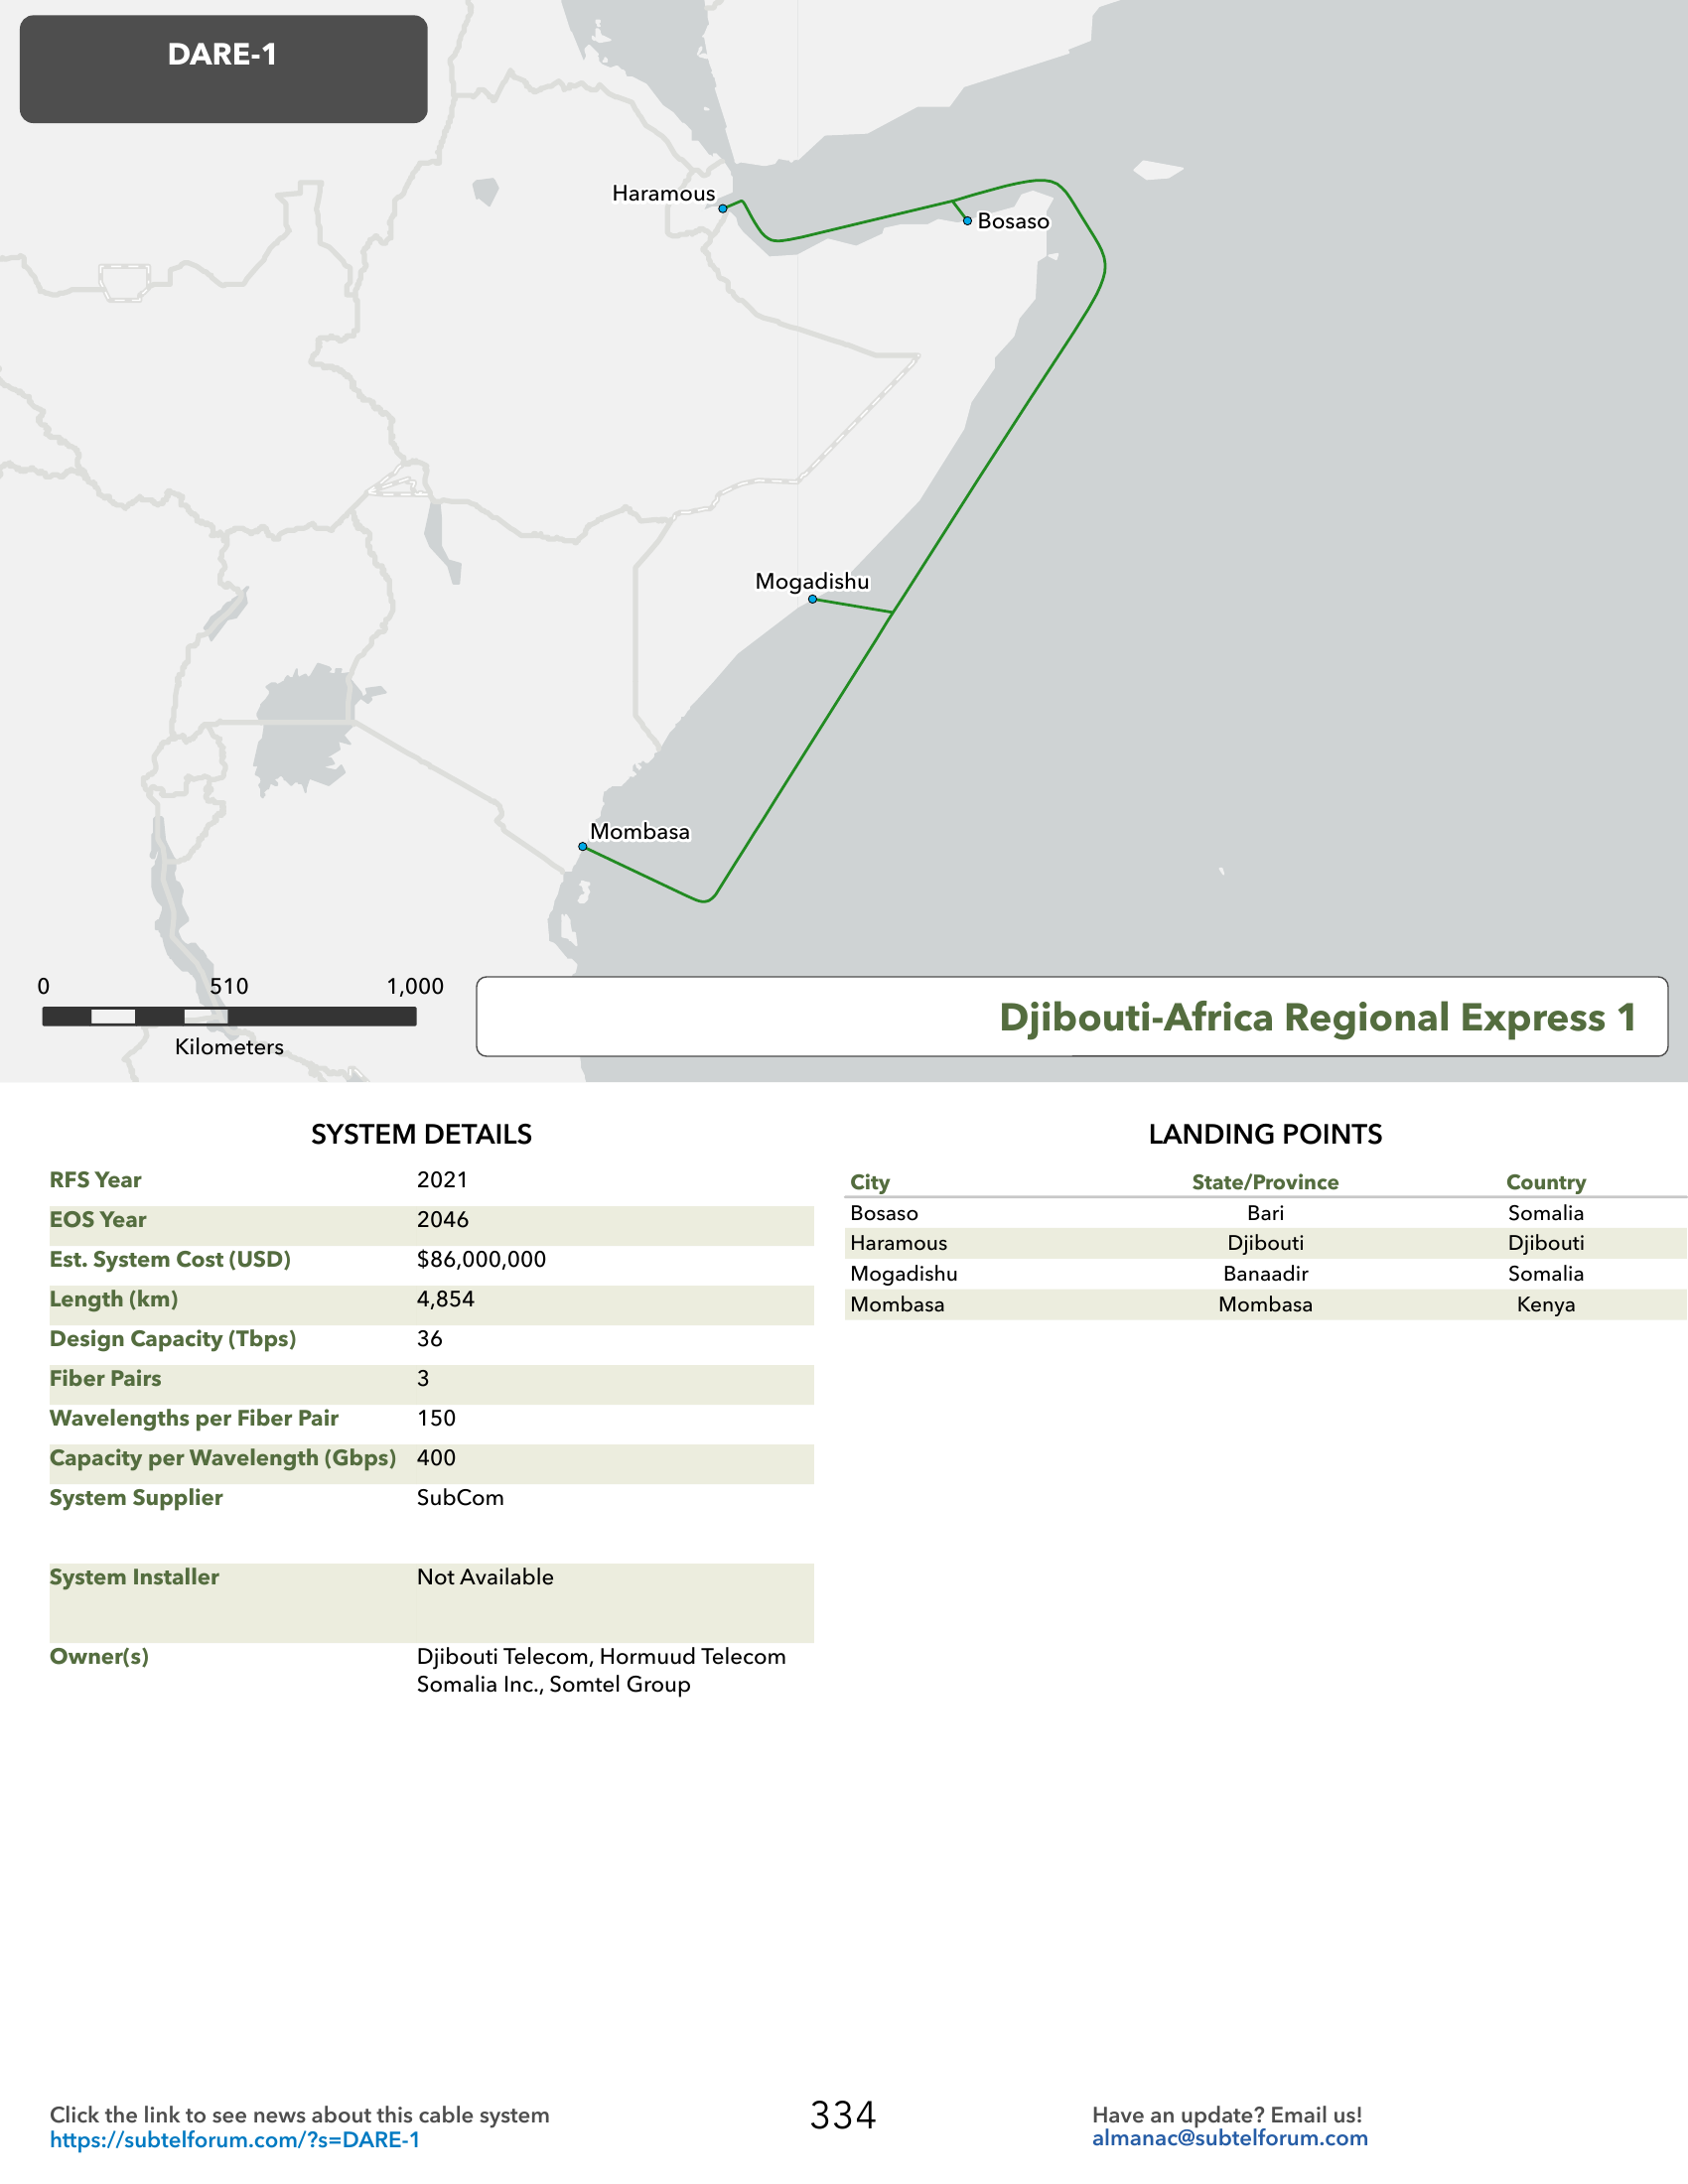 DARE-1
Haramous
Bosaso
Mogadishu
Mombasa
0 510 1,000
Kilometers
Djibouti-Africa Regional Express 1
SYSTEM DETAILS
RFS Year 2021
EOS Year 2046
Est. System Cost (USD) $86,000,000
Length (km) 4,854
Design Capacity (Tbps) 36
Fiber Pairs 3
Wavelengths per Fiber Pair 150
Capacity per Wavelength (Gbps) 400
System Supplier SubCom
System Installer Not Available
Owner(s) Djibouti Telecom, Hormuud Telecom
Somalia Inc., Somtel Group
LANDING POINTS
City State/Province Country
Bosaso Bari Somalia
Haramous Djibouti Djibouti
Mogadishu Banaadir Somalia
Mombasa Mombasa Kenya
Click the link to see news about this cable system
https://subtelforum.com/?s=DARE-1
334
Have an update? Email us!
almanac@subtelforum.com